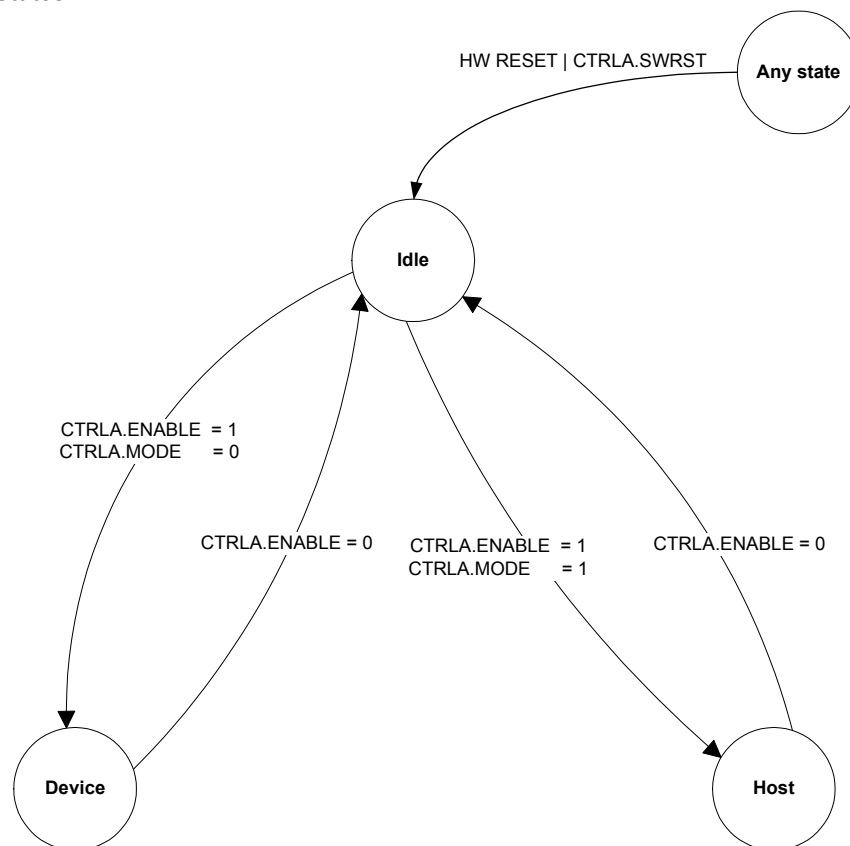 HW RESET | CTRLA.SWRST
Any state
Idle
CTRLA.ENABLE = 1
CTRLA.MODE = 0
CTRLA.ENABLE = 0
CTRLA.ENABLE = 1
CTRLA.MODE = 1
CTRLA.ENABLE = 0
Device
Host